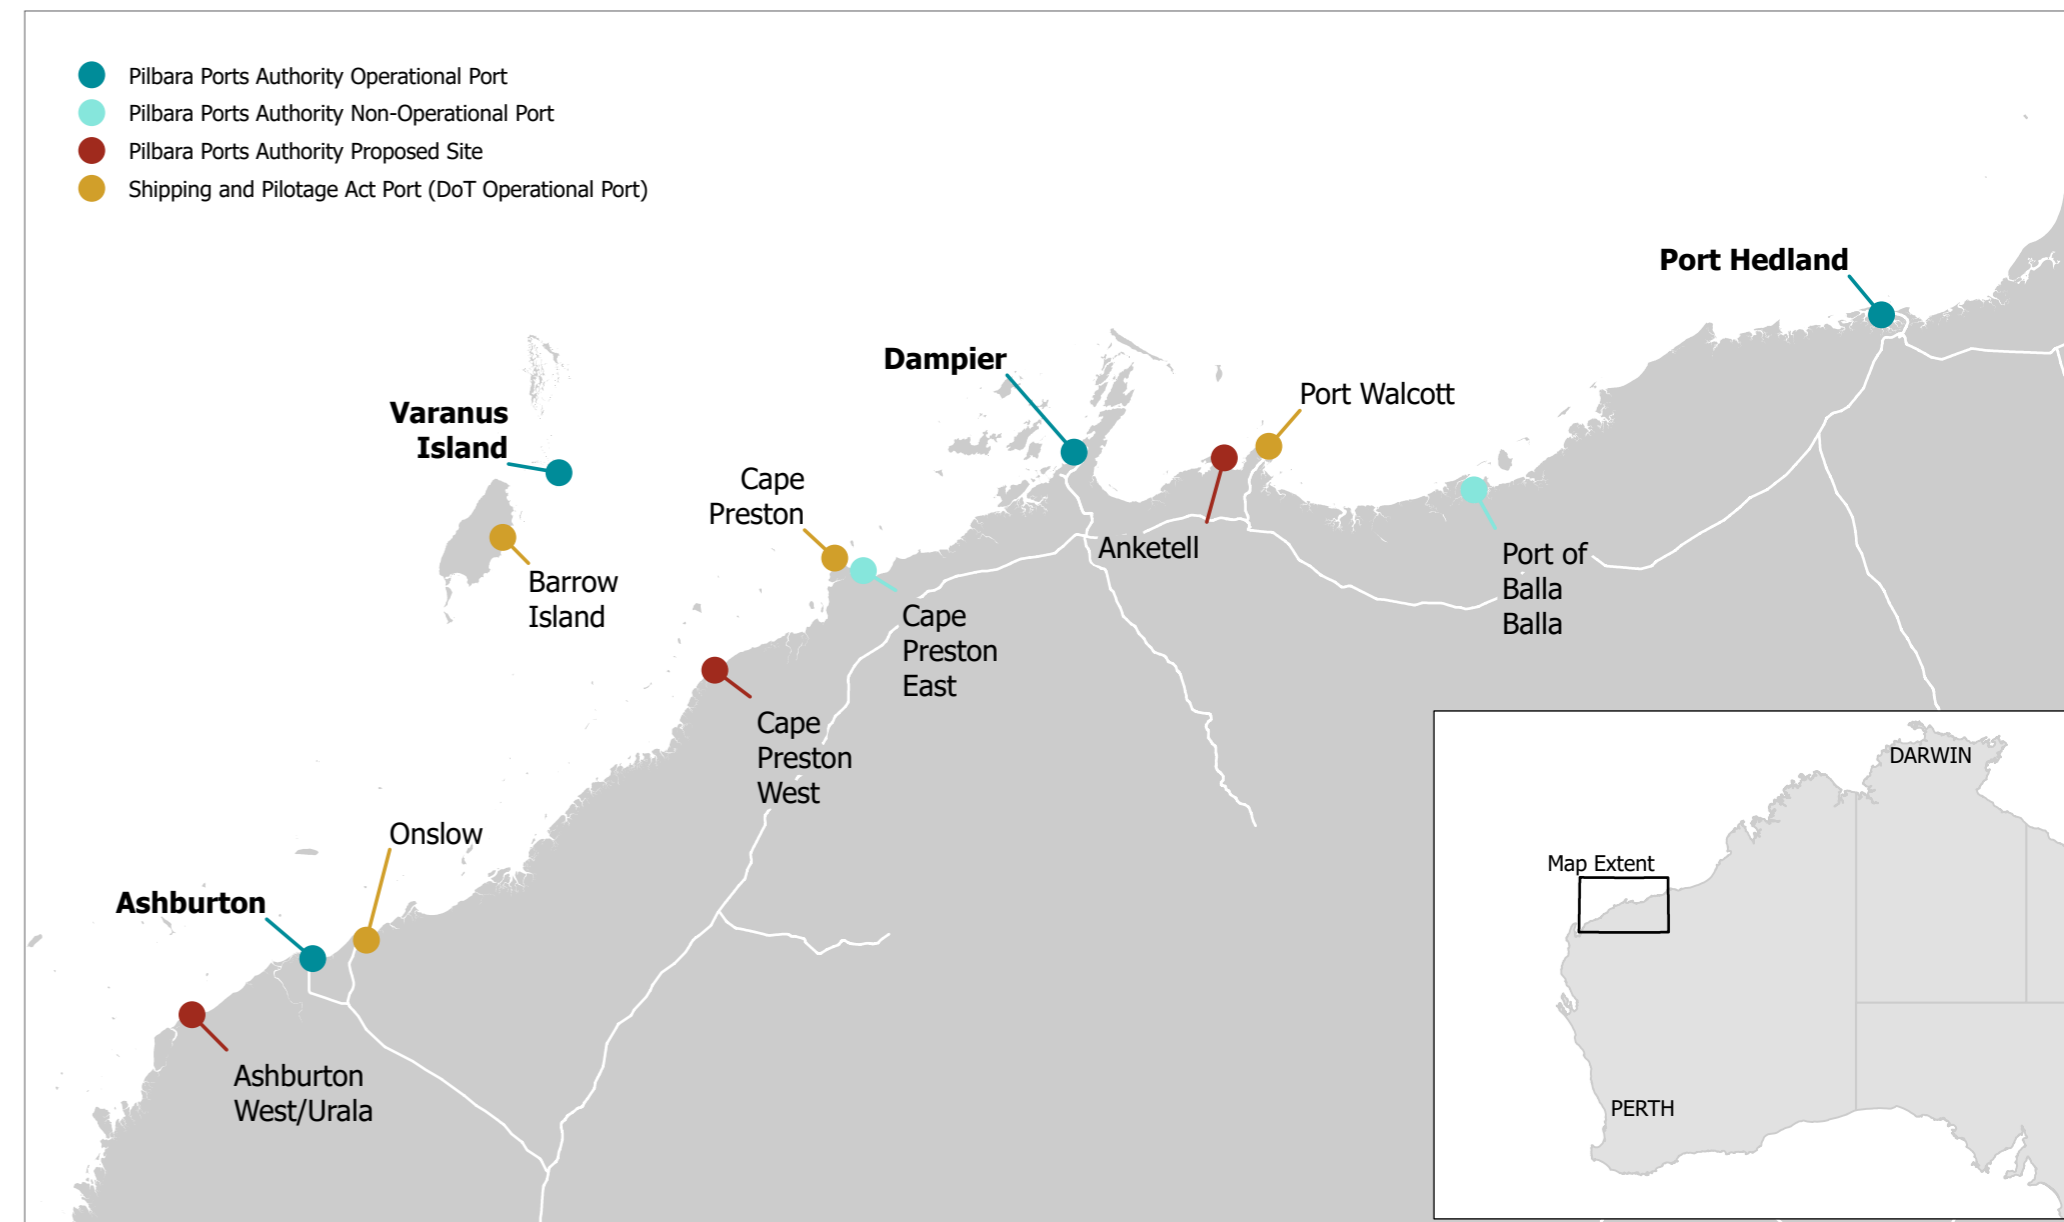 Pilbara Ports Authority Operational Port
Pilbara Ports Authority Non-Operational Port
Pilbara Ports Authority Proposed Site
Shipping and Pilotage Act Port (DoT Operational Port)
Port Hedland
Dampier
Port Walcott
Varanus
Island
Cape
Preston
Anketell
Port of
Balla
Balla
Barrow
Island
Cape
Preston
East
Cape
Preston
West
Onslow
Ashburton
Ashburton
West/Urala
DARWIN
Map Extent
PERTH